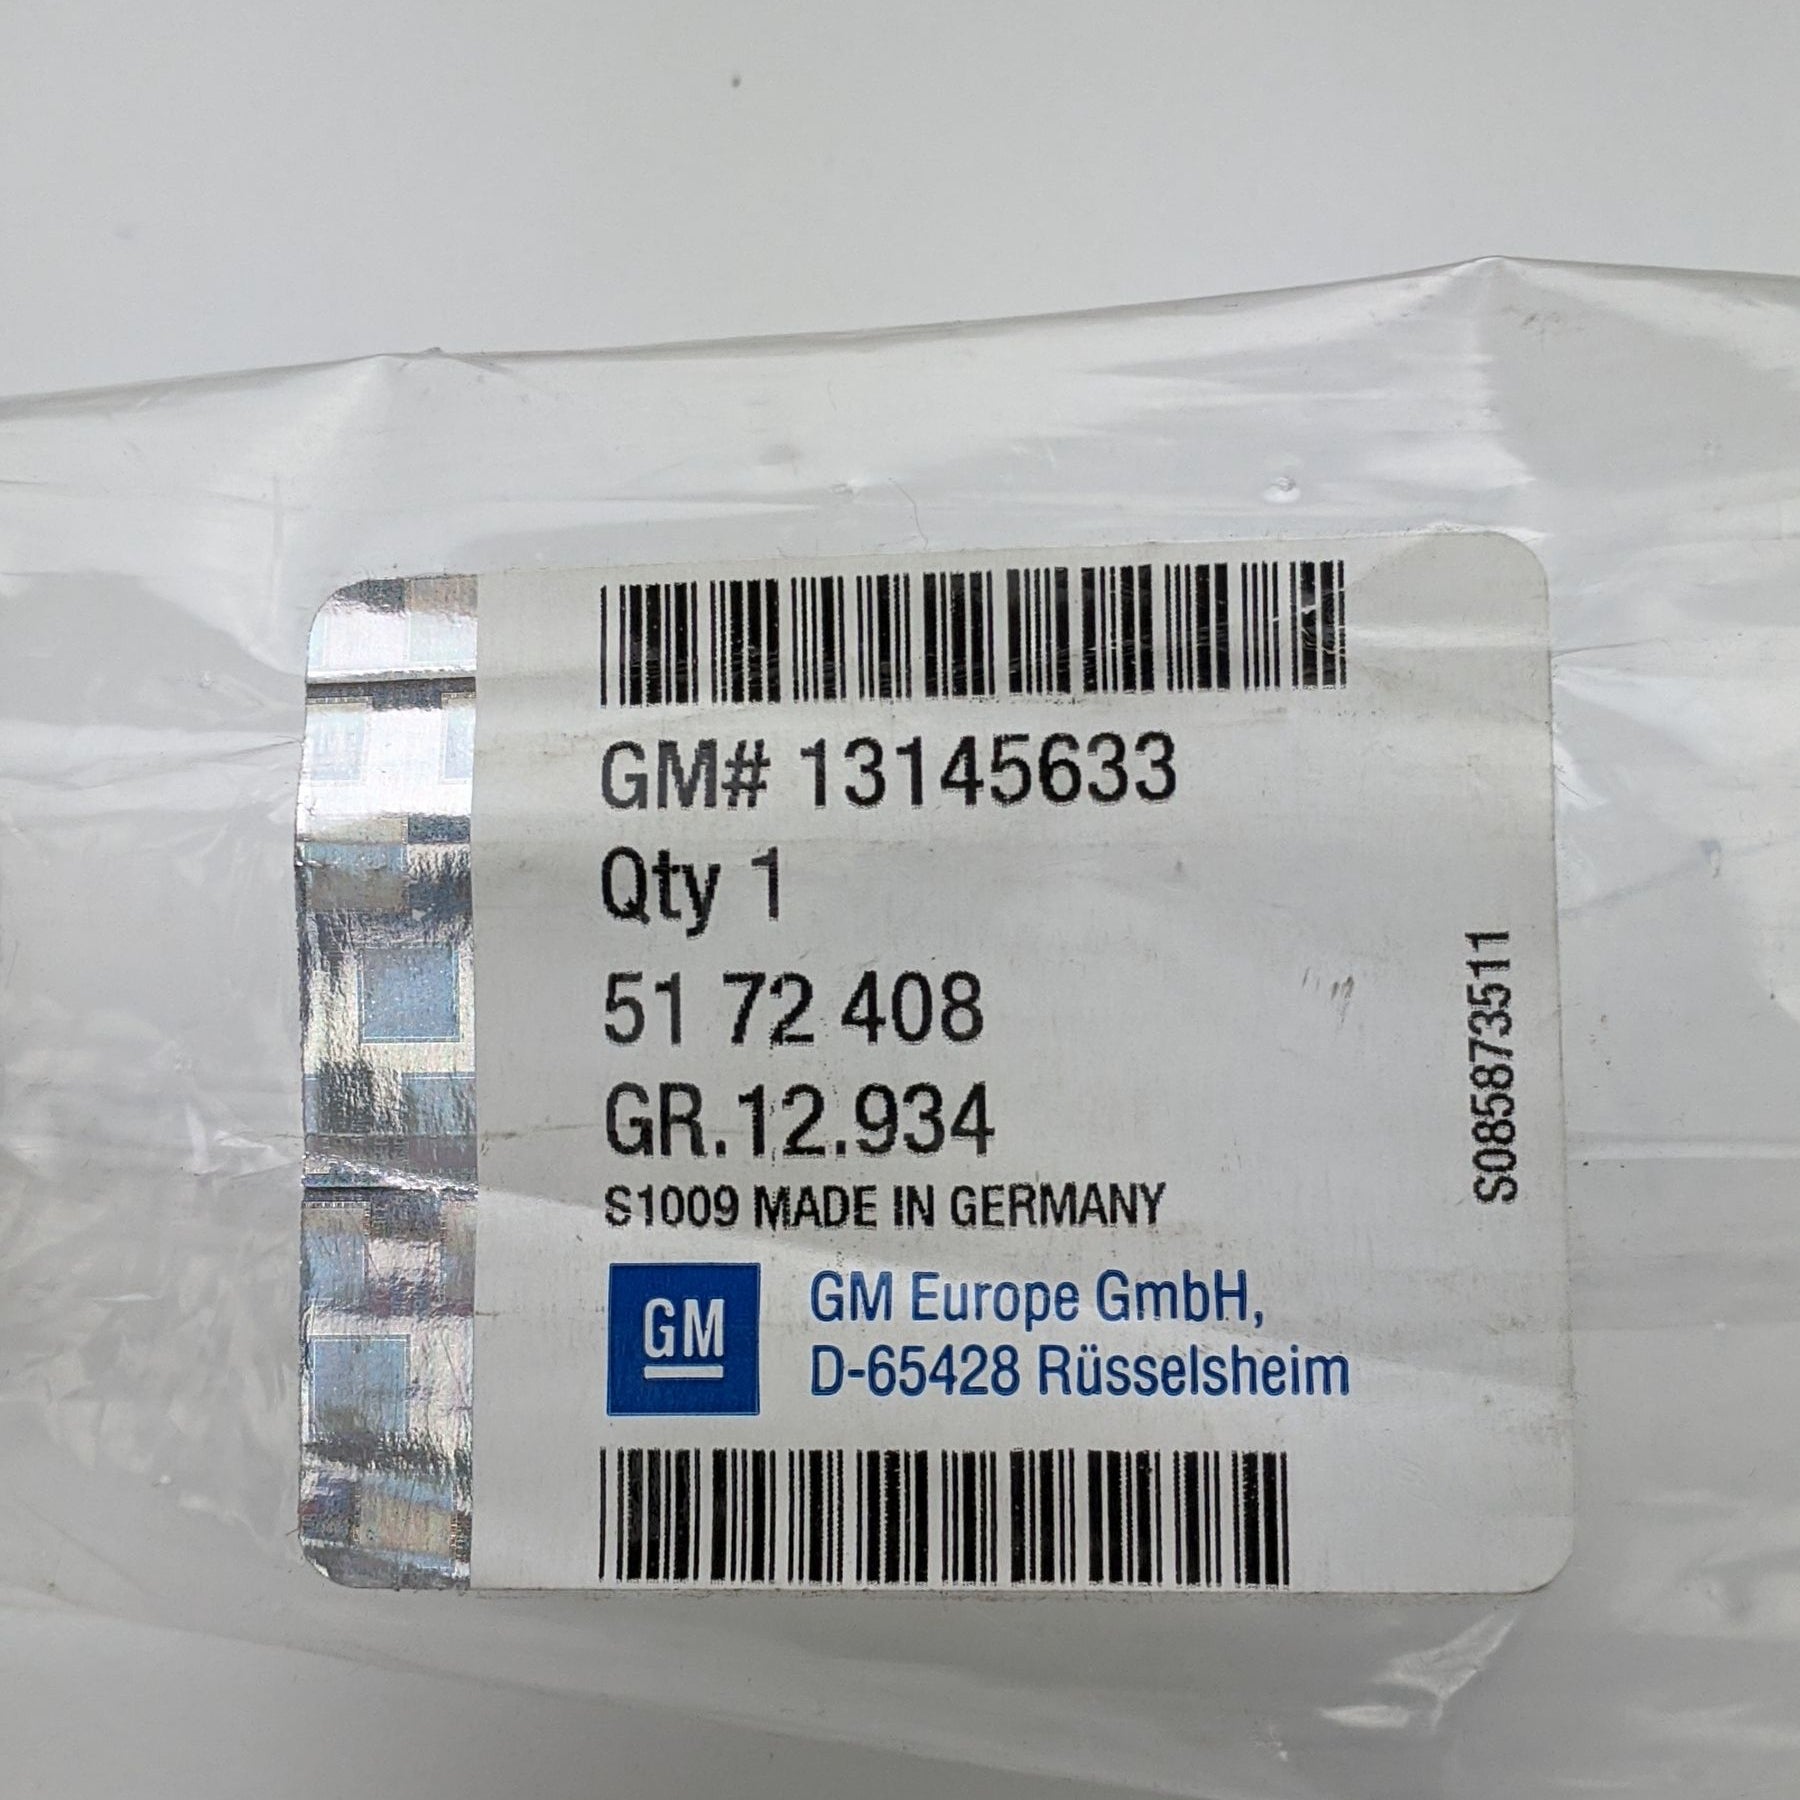 GM# 13145633
Qty 1
51 72 408
GR.12.934
S1009 MADE IN GERMANY
GM
GM Europe GmbH,
D-65428 Rüsselsheim
S0858873511